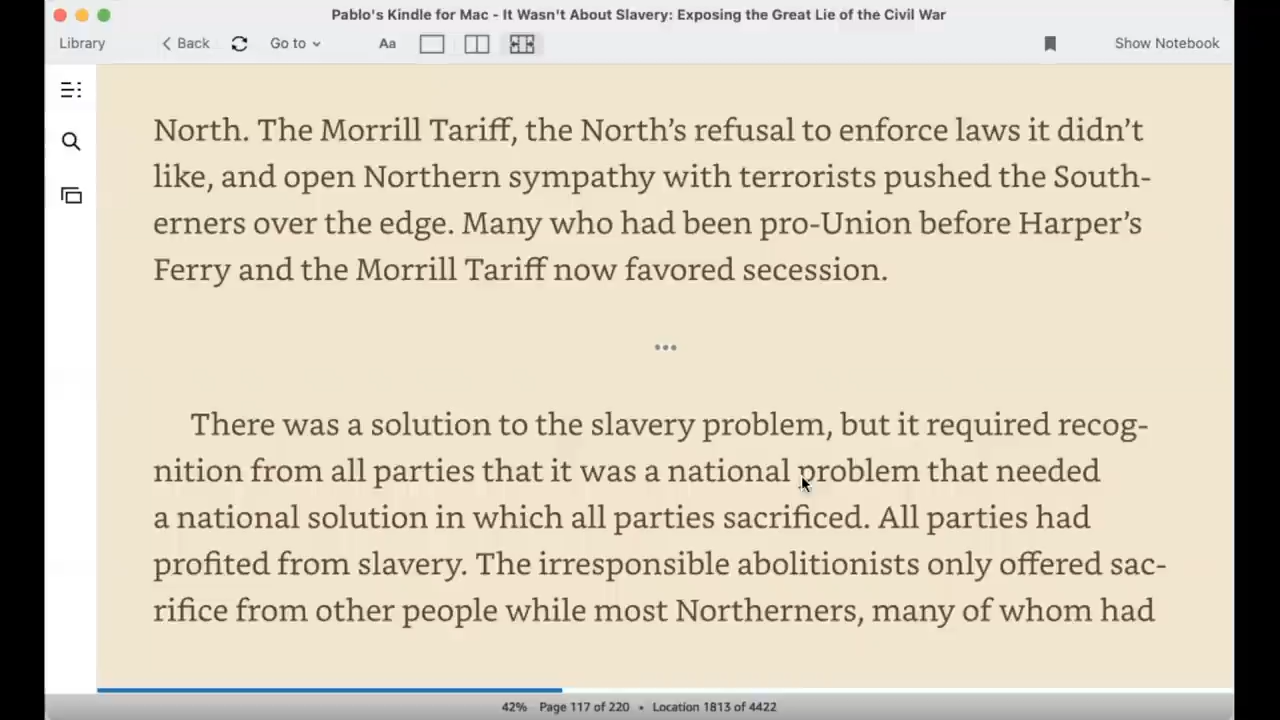 Pablo's Kindle for Mac - It Wasn't About Slavery: Exposing the Great Lie of the Civil War
Library
Back
Go to
Aa
Show Notebook
North. The Morrill Tariff, the North's refusal to enforce laws it didn't
like, and open Northern sympathy with terrorists pushed the South-
erners over the edge. Many who had been pro-Union before Harper's
Ferry and the Morrill Tariff now favored secession.
•••
There was a solution to the slavery problem, but it required recog-
nition from all parties that it was a national problem that needed
a national solution in which all parties sacrificed. All parties had
profited from slavery. The irresponsible abolitionists only offered sac-
rifice from other people while most Northerners, many of whom had
42% Page 117 of 220 • Location 1813 of 4422